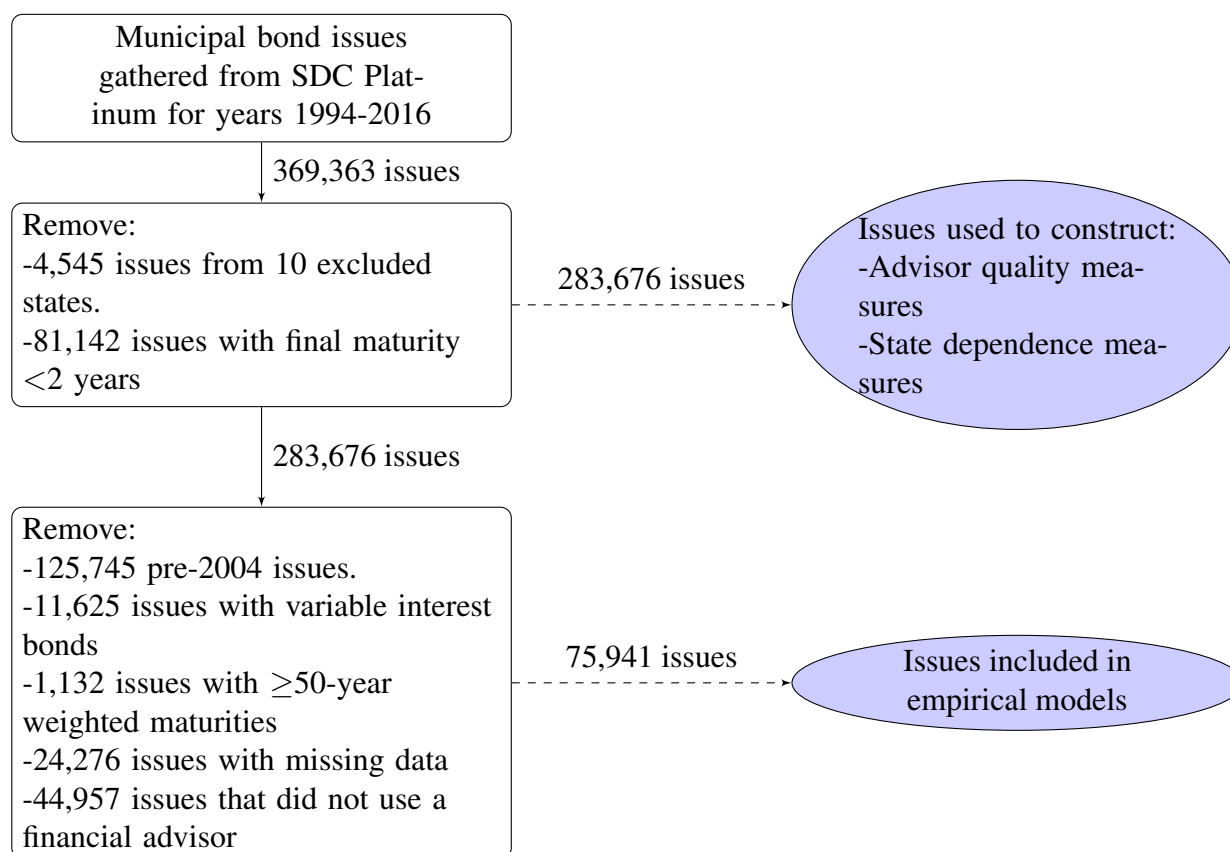 Municipal bond issues
gathered from SDC Plat-
inum for years 1994-2016
369,363 issues
Remove:
-4,545 issues from 10 excluded
states.
-81,142 issues with final maturity
<2 years
283,676 issues
Issues used to construct:
-Advisor quality mea-
sures
-State dependence mea-
sures
283,676 issues
Remove:
-125,745 pre-2004 issues.
-11,625 issues with variable interest
bonds
-1,132 issues with ≥50-year
weighted maturities
-24,276 issues with missing data
-44,957 issues that did not use a
financial advisor
75,941 issues
Issues included in
empirical models